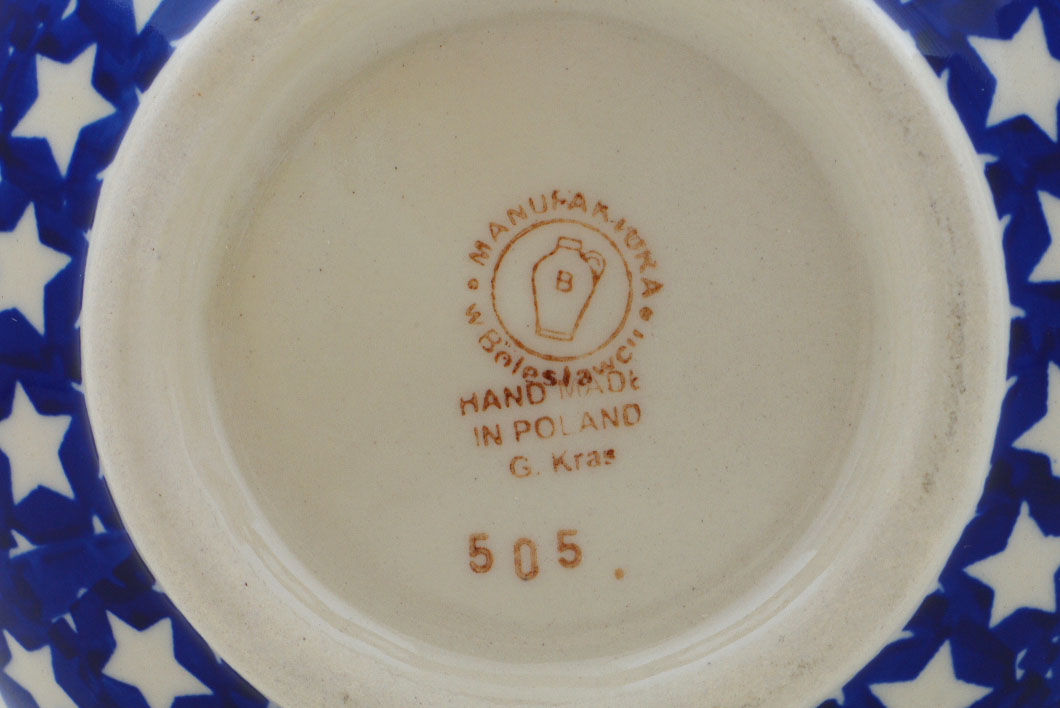 MANUFAKTURA
B
w Bolesławcu
HAND MADE
IN POLAND
G. Kras
505.